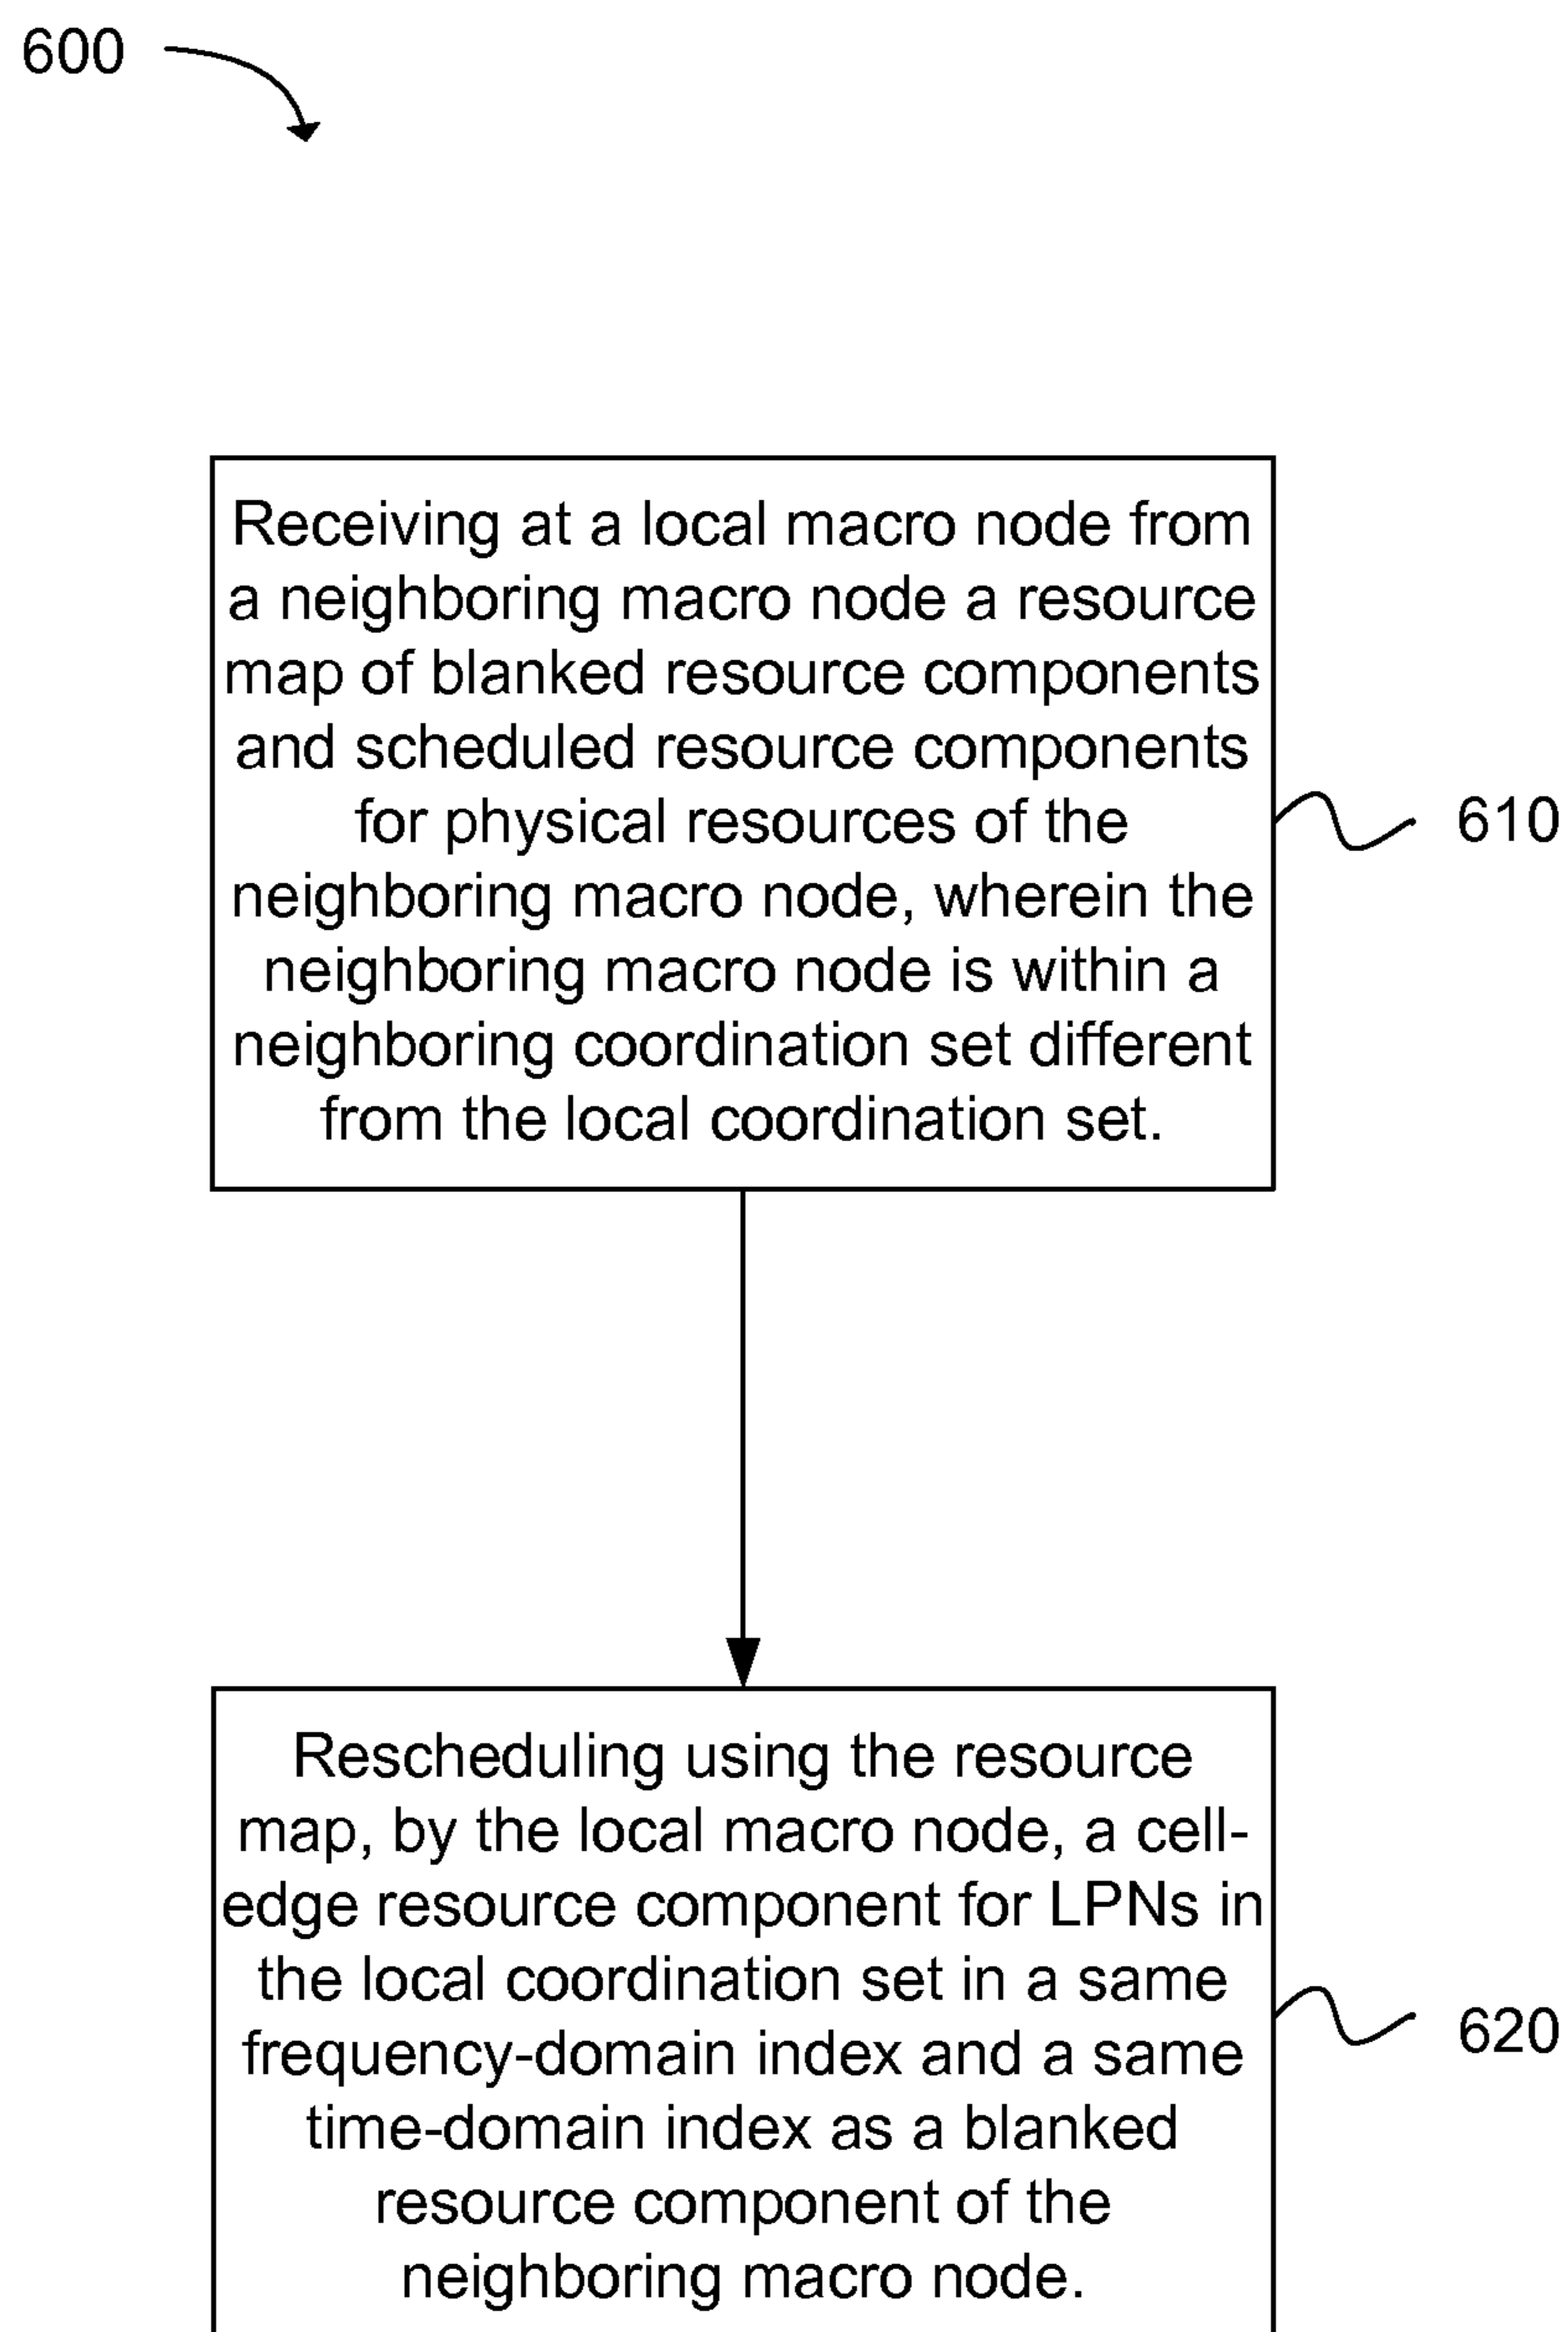 600
Receiving at a local macro node from
a neighboring macro node a resource
map of blanked resource components
and scheduled resource components
for physical resources of the
neighboring macro node, wherein the
neighboring macro node is within a
neighboring coordination set different
from the local coordination set.
610
Rescheduling using the resource
map, by the local macro node, a cell-
edge resource component for LPNs in
the local coordination set in a same
frequency-domain index and a same
time-domain index as a blanked
resource component of the
neighboring macro node.
620